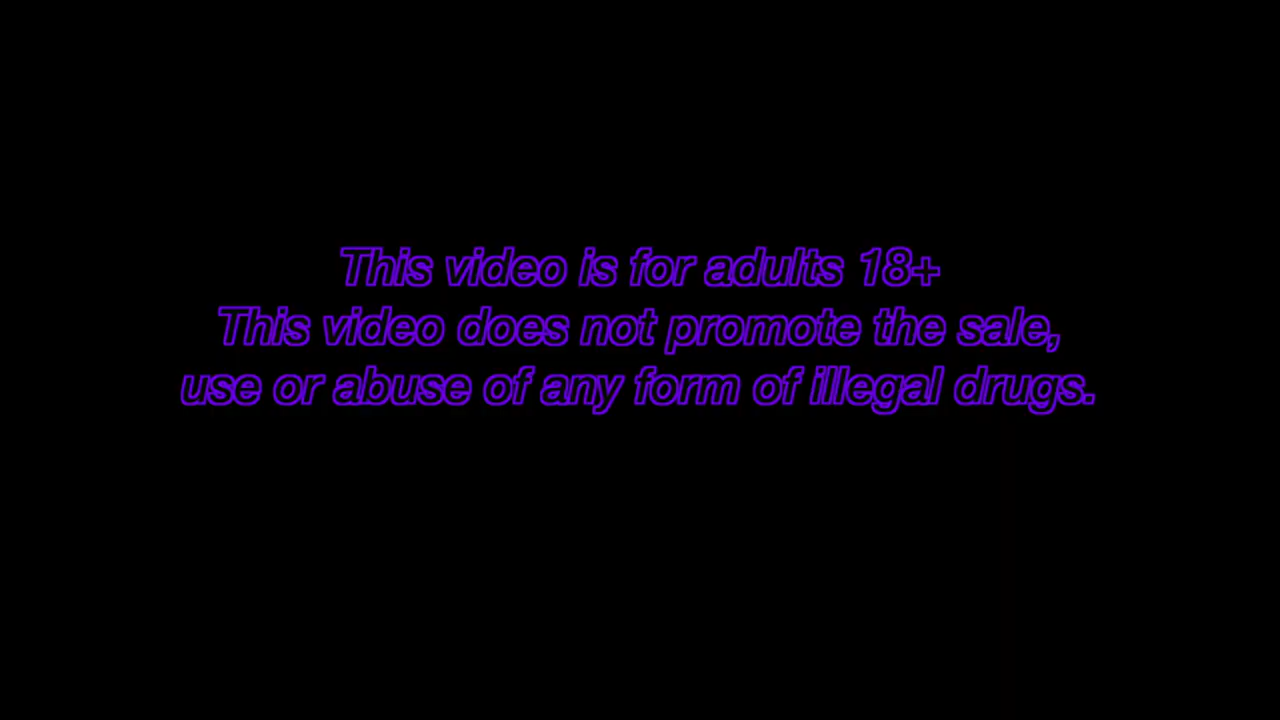 This video is for adults 18+
This video does not promote the sale,
use or abuse of any form of illegal drugs.